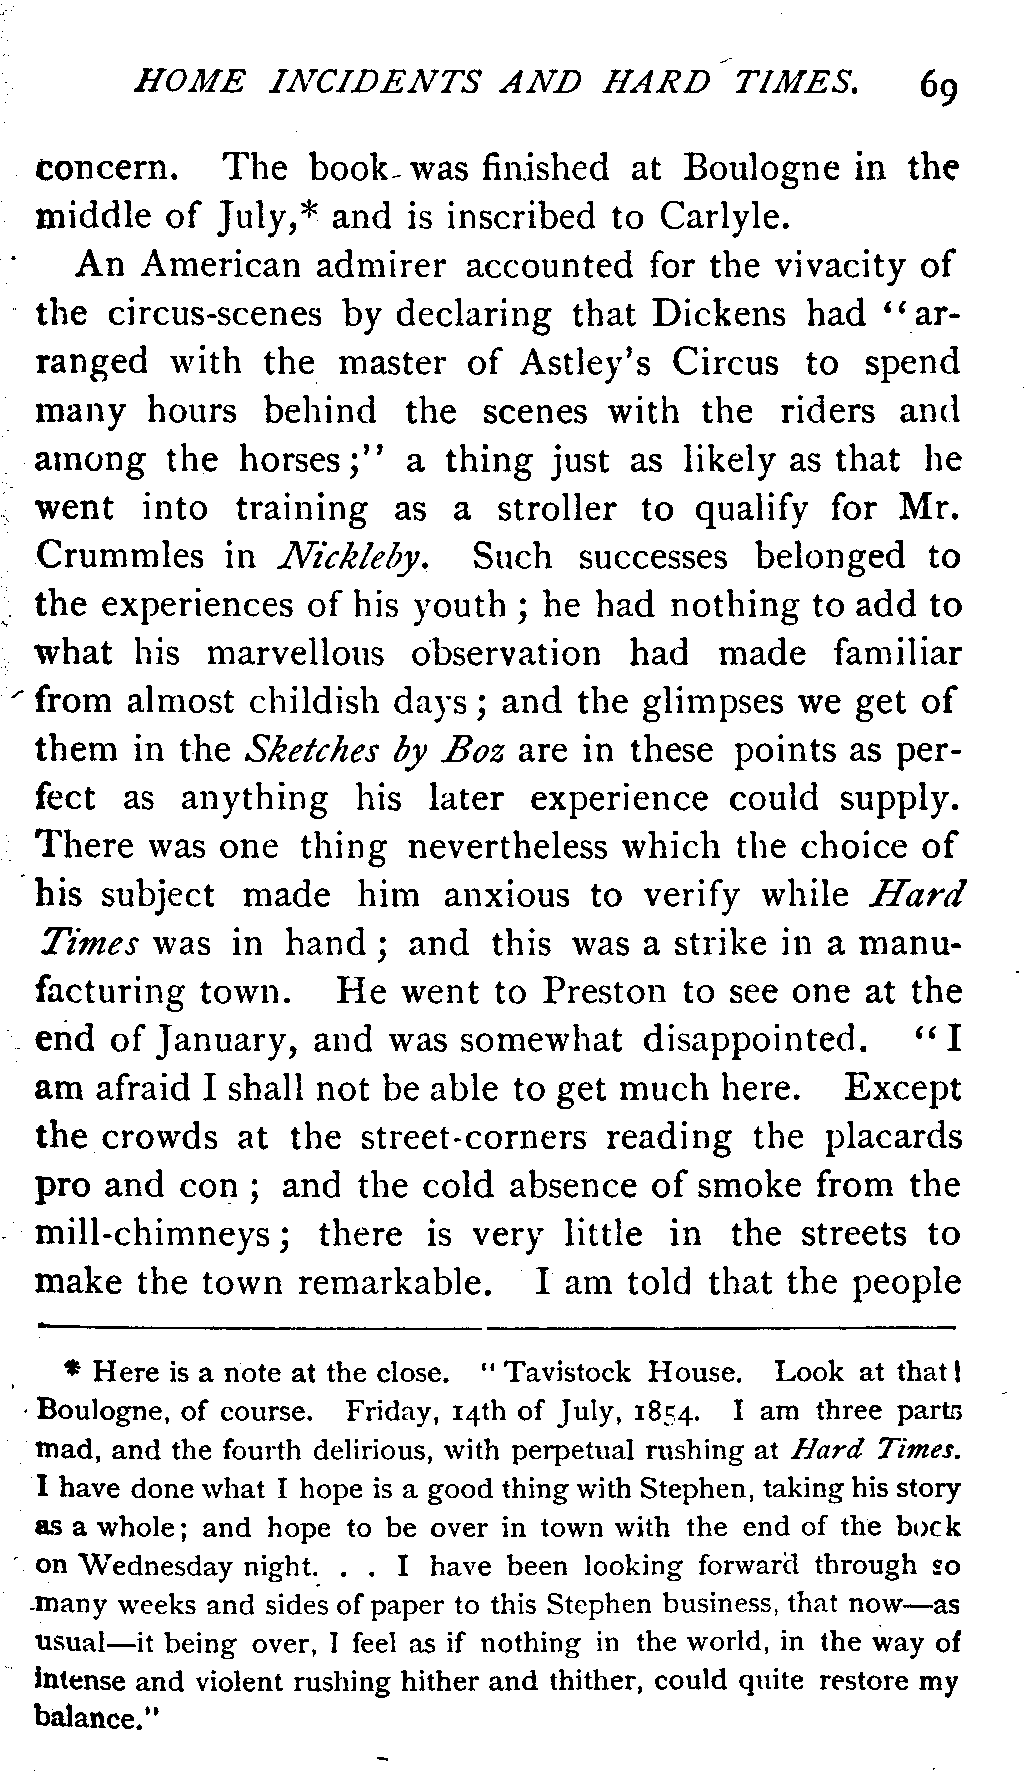 HOME INCIDENTS AND HARD TIMES. 69
concern. The book was finished at Boulogne in the
middle of July,* and is inscribed to Carlyle.
An American admirer accounted for the vivacity of
the circus-scenes by declaring that Dickens had “ar-
ranged with the master of Astley’s Circus to spend
many hours behind the scenes with the riders and
among the horses;” a thing just as likely as that he
went into training as a stroller to qualify for Mr.
Crummles in Nickleby. Such successes belonged to
the experiences of his youth; he had nothing to add to
what his marvellous observation had made familiar
from almost childish days; and the glimpses we get of
them in the Sketches by Boz are in these points as per-
fect as anything his later experience could supply.
There was one thing nevertheless which the choice of
his subject made him anxious to verify while Hard
Times was in hand; and this was a strike in a manu-
facturing town. He went to Preston to see one at the
end of January, and was somewhat disappointed. “I
am afraid I shall not be able to get much here. Except
the crowds at the street-corners reading the placards
pro and con; and the cold absence of smoke from the
mill-chimneys; there is very little in the streets to
make the town remarkable. I am told that the people
* Here is a note at the close. “Tavistock House. Look at that!
Boulogne, of course. Friday, 14th of July, 1854. I am three parts
mad, and the fourth delirious, with perpetual rushing at Hard Times.
I have done what I hope is a good thing with Stephen, taking his story
as a whole; and hope to be over in town with the end of the book
on Wednesday night. . . I have been looking forward through so
many weeks and sides of paper to this Stephen business, that now—as
usual—it being over, I feel as if nothing in the world, in the way of
intense and violent rushing hither and thither, could quite restore my
balance.”